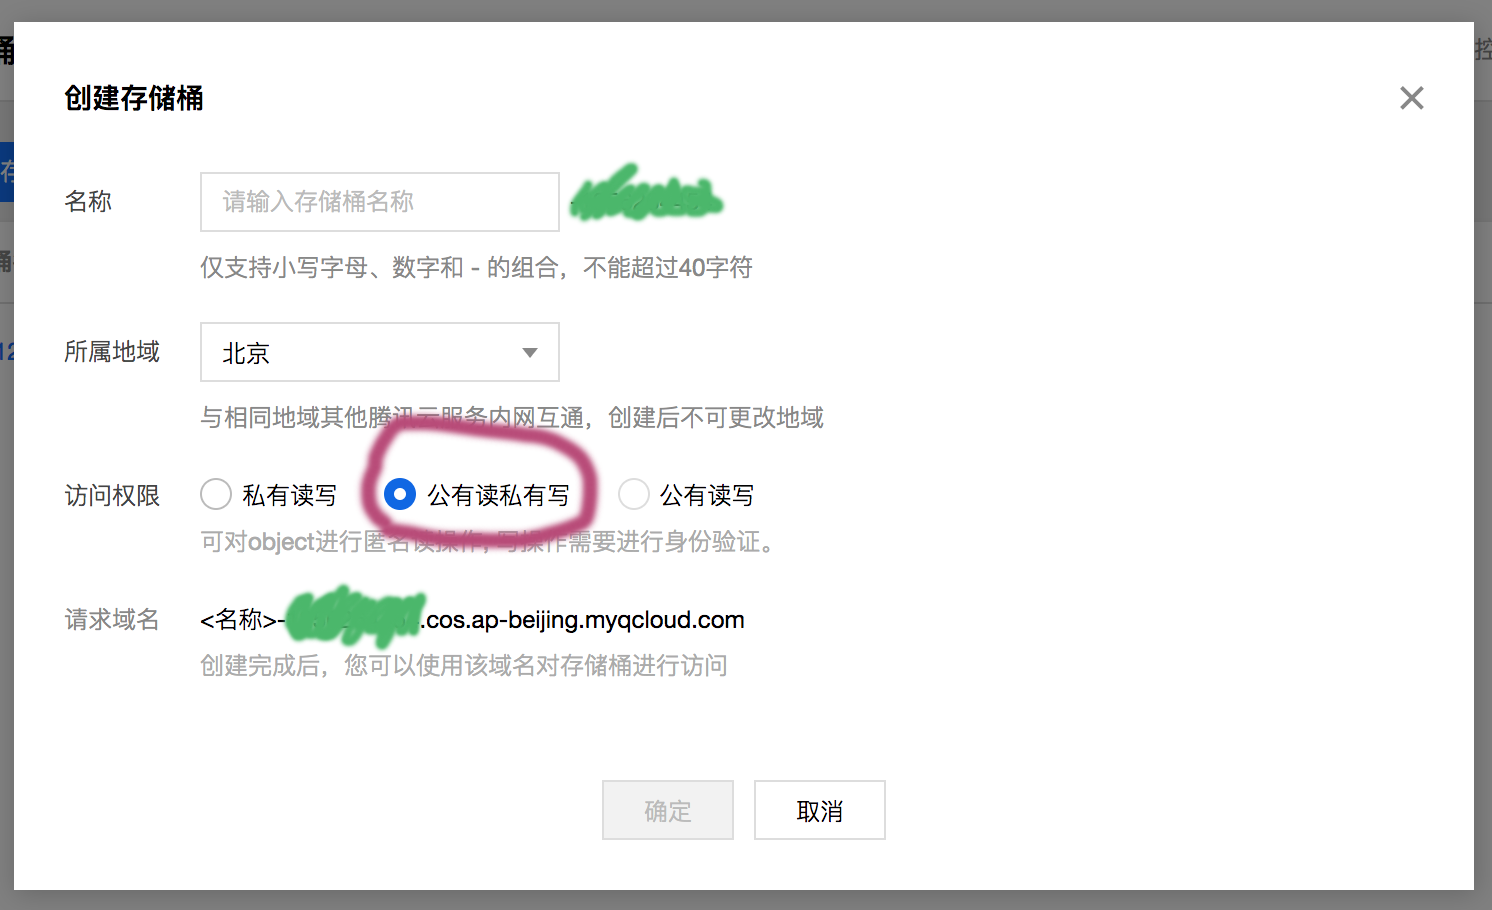 创建存储桶
名称 请输入存储桶名称
仅支持小写字母、数字和 - 的组合，不能超过40字符
所属地域 北京
与相同地域其他腾讯云服务内网互通，创建后不可更改地域
访问权限 私有读写 公有读私有写 公有读写
可对object进行匿名读操作, 写操作需要进行身份验证。
请求域名 <名称>- .cos.ap-beijing.myqcloud.com
创建完成后，您可以使用该域名对存储桶进行访问
确定 取消